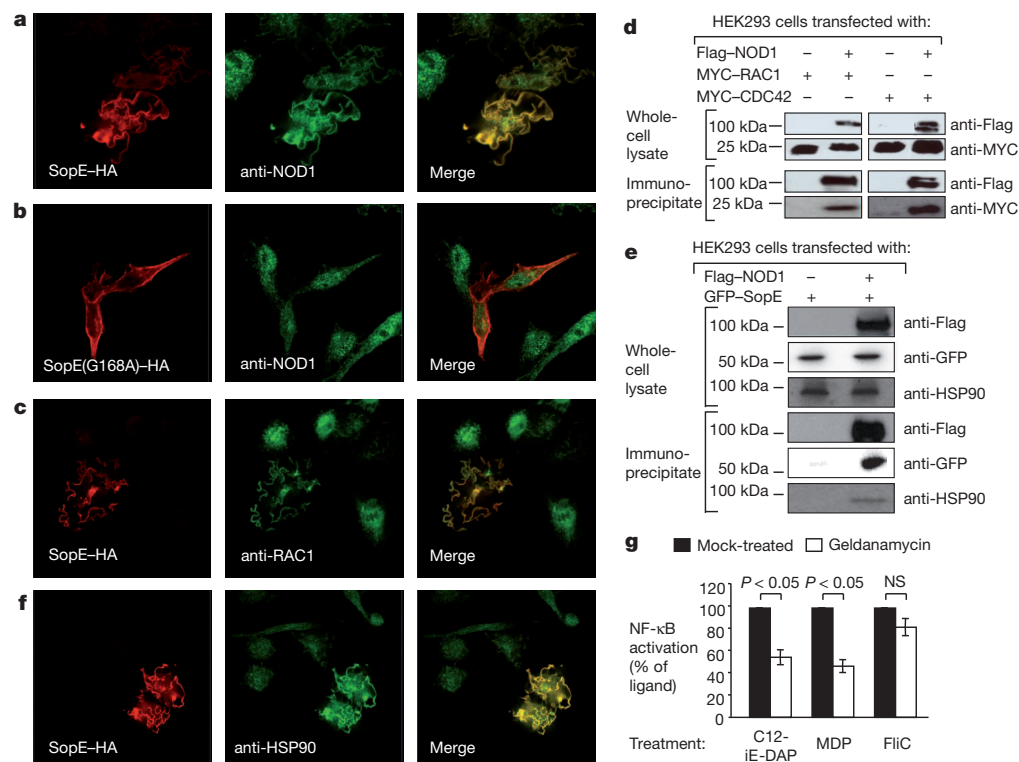 a
SopE–HA
anti-NOD1
Merge
b
SopE(G168A)–HA
anti-NOD1
Merge
c
SopE–HA
anti-RAC1
Merge
f
SopE–HA
anti-HSP90
Merge
d
HEK293 cells transfected with:
Flag–NOD1 – + – +
MYC–RAC1 + + – –
MYC–CDC42 – – + +
Whole-
cell
lysate
100 kDa
25 kDa
anti-Flag
anti-MYC
Immuno-
precipitate
100 kDa
25 kDa
anti-Flag
anti-MYC
e
HEK293 cells transfected with:
Flag–NOD1 – +
GFP–SopE + +
Whole-
cell
lysate
100 kDa
anti-Flag
50 kDa
anti-GFP
100 kDa
anti-HSP90
Immuno-
precipitate
100 kDa
anti-Flag
50 kDa
anti-GFP
100 kDa
anti-HSP90
g
Mock-treated Geldanamycin
P < 0.05 P < 0.05 NS
NF-κB
activation
(% of
ligand)
120
100
80
60
40
20
0
Treatment:
C12-
iE-DAP
MDP
FliC